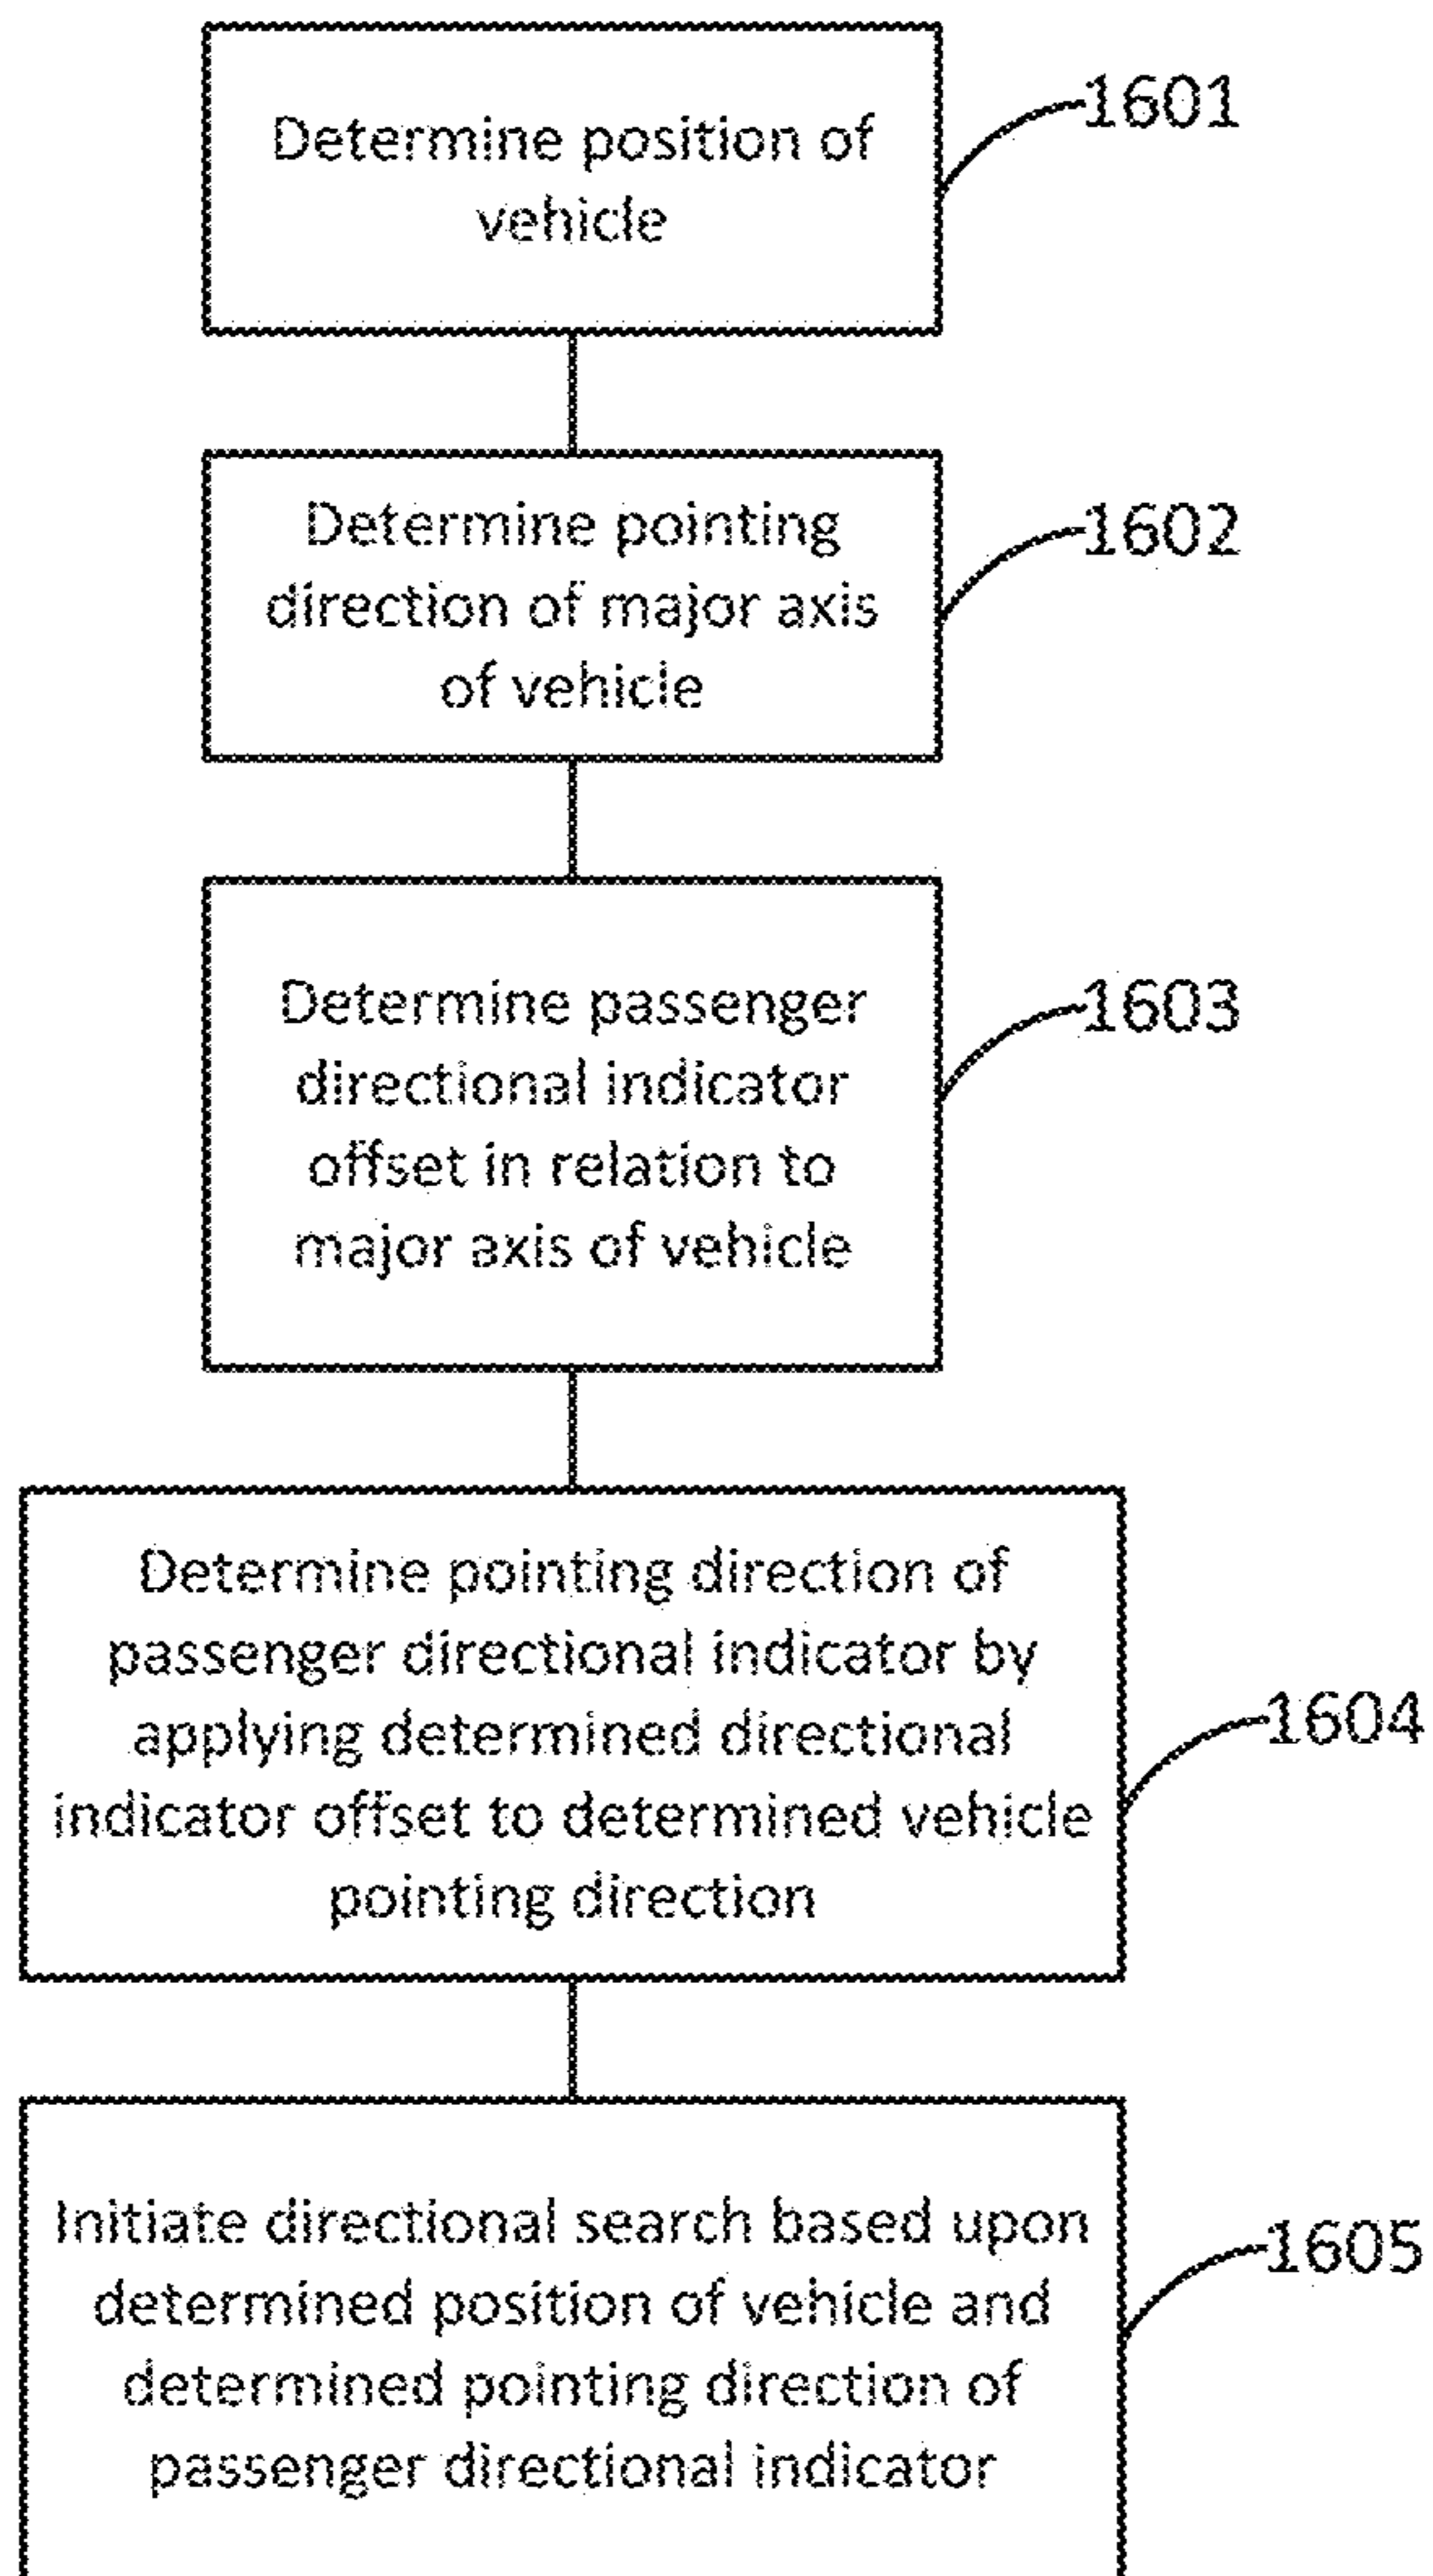 Determine position of
vehicle
1601
Determine pointing
direction of major axis
of vehicle
1602
Determine passenger
directional indicator
offset in relation to
major axis of vehicle
1603
Determine pointing direction of
passenger directional indicator by
applying determined directional
indicator offset to determined vehicle
pointing direction
1604
Initiate directional search based upon
determined position of vehicle and
determined pointing direction of
passenger directional indicator
1605